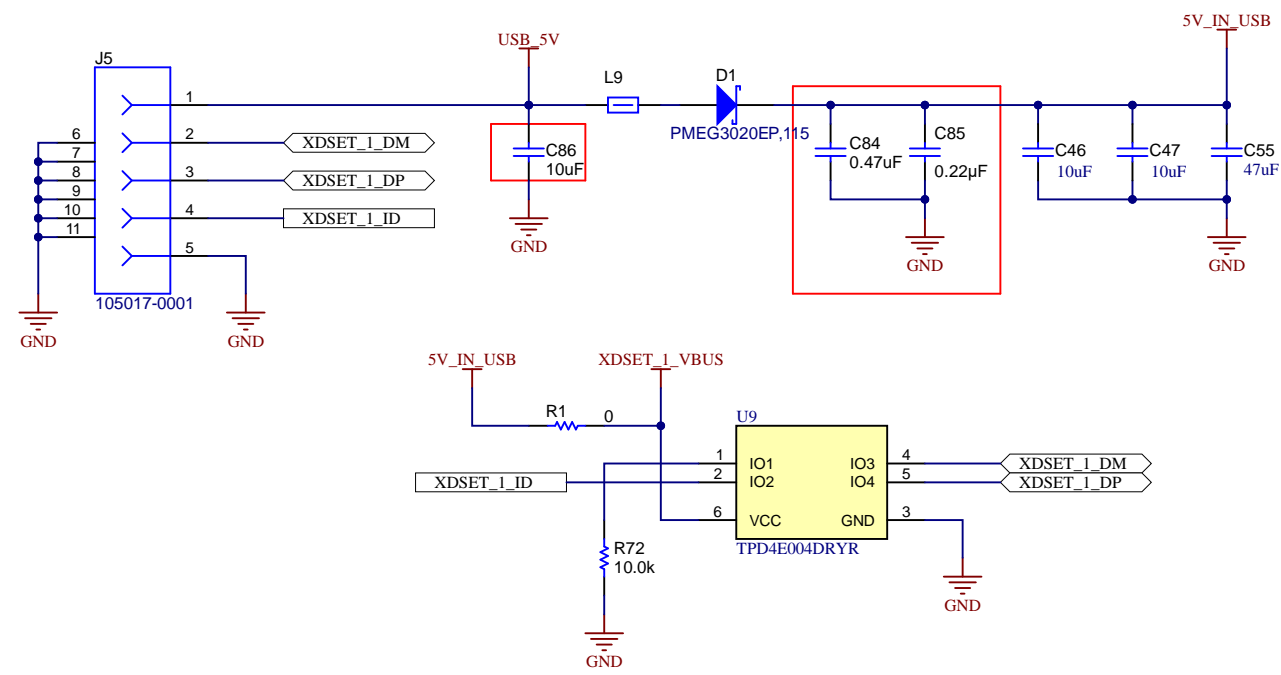 5V_IN_USB
USB_5V
J5
L9
D1
1
PMEG3020EP,115
6
2
XDSET_1_DM
C86
C84
C85
C46
C47
C55
7
10uF
0.47uF
0.22µF
10uF
10uF
47uF
8
3
XDSET_1_DP
9
10
4
XDSET_1_ID
11
5
GND
GND
GND
105017-0001
GND
GND
5V_IN_USB
XDSET_1_VBUS
R1
0
U9
1
IO1
IO3
4
XDSET_1_DM
XDSET_1_ID
2
IO2
IO4
5
XDSET_1_DP
6
VCC
GND
3
TPD4E004DRYR
R72
10.0k
GND
GND